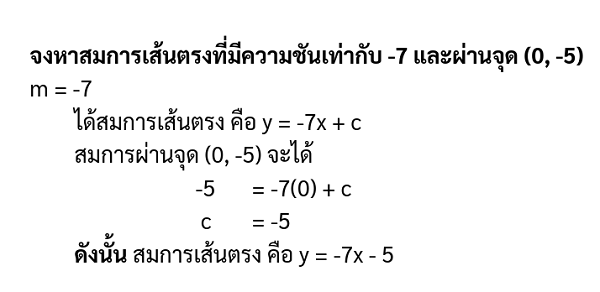 จงหาสมการเส้นตรงที่มีความชันเท่ากับ -7 และผ่านจุด (0, -5)
m = -7
ได้สมการเส้นตรง คือ y = -7x + c
สมการผ่านจุด (0, -5) จะได้
-5 = -7(0) + c
c = -5
ดังนั้น สมการเส้นตรง คือ y = -7x - 5